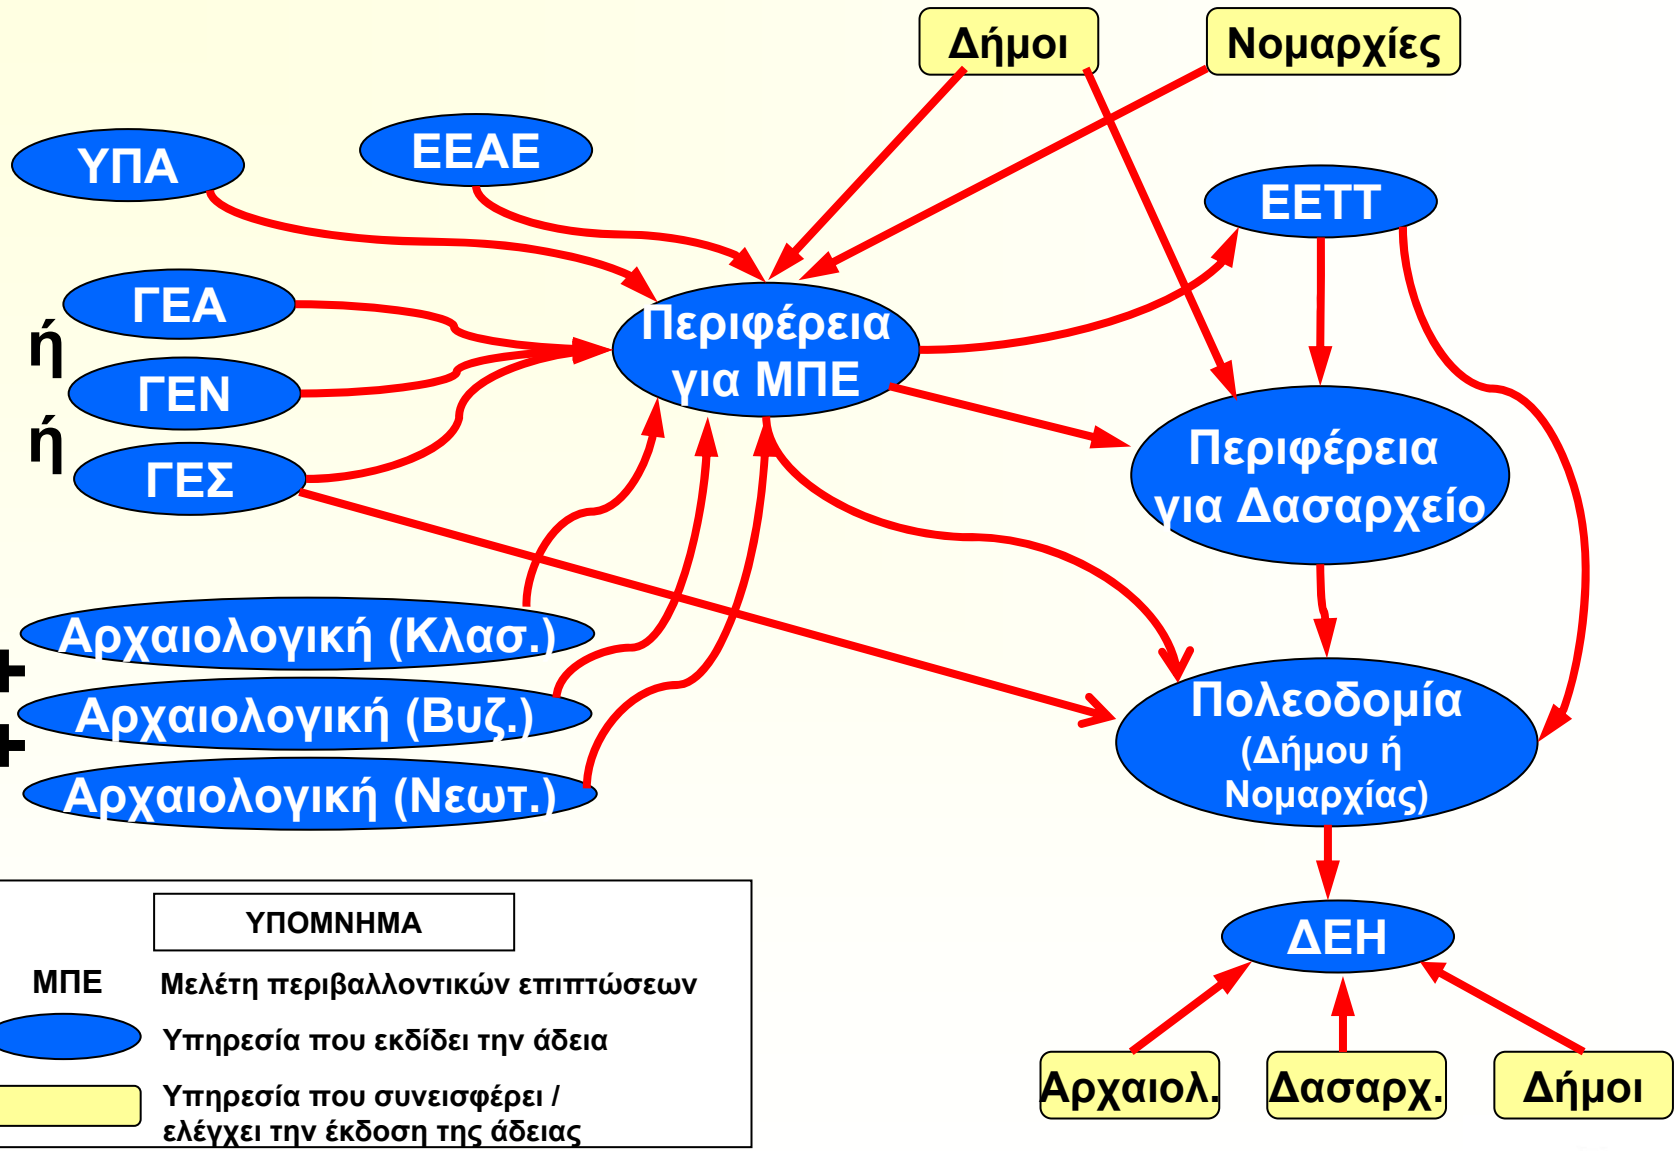 Δήμοι
Νομαρχίες
ΥΠΑ
ΕΕΑΕ
ΕΕΤΤ
ΓΕΑ
ή
ΓΕΝ
ή
ΓΕΣ
Περιφέρεια
για ΜΠΕ
Περιφέρεια
για Δασαρχείο
Αρχαιολογική (Κλασ.)
+
Αρχαιολογική (Βυζ.)
+
Αρχαιολογική (Νεωτ.)
Πολεοδομία
(Δήμου ή
Νομαρχίας)
ΔΕΗ
Αρχαιολ.
Δασαρχ.
Δήμοι
ΥΠΟΜΝΗΜΑ
ΜΠΕ Μελέτη περιβαλλοντικών επιπτώσεων
Υπηρεσία που εκδίδει την άδεια
Υπηρεσία που συνεισφέρει /
ελέγχει την έκδοση της άδειας